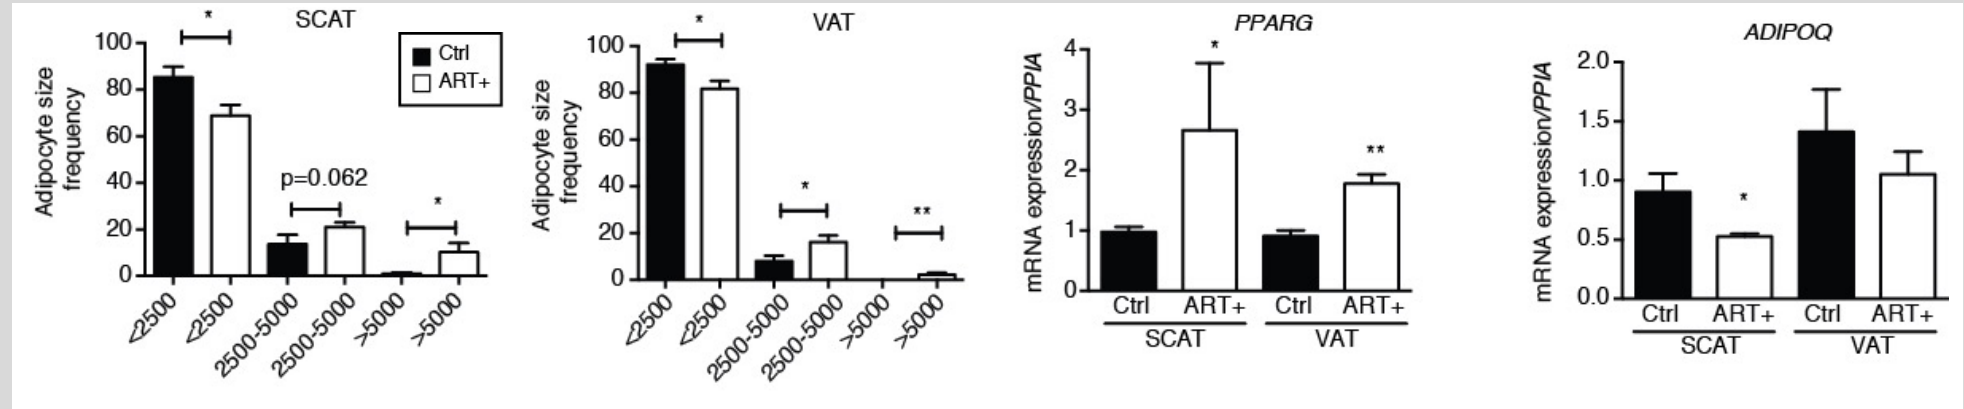 SCAT
*
100
80
60
40
20
0
Adipocyte size
frequency
Ctrl
ART+
p=0.062
*
<2500
<2500
2500-5000
2500-5000
>5000
>5000
VAT
*
100
80
60
40
20
0
Adipocyte size
frequency
*
**
<2500
<2500
2500-5000
2500-5000
>5000
>5000
PPARG
*
4
3
2
1
0
mRNA expression/PPIA
**
Ctrl ART+ Ctrl ART+
SCAT VAT
ADIPOQ
2.0
1.5
1.0
0.5
0.0
mRNA expression/PPIA
*
Ctrl ART+ Ctrl ART+
SCAT VAT